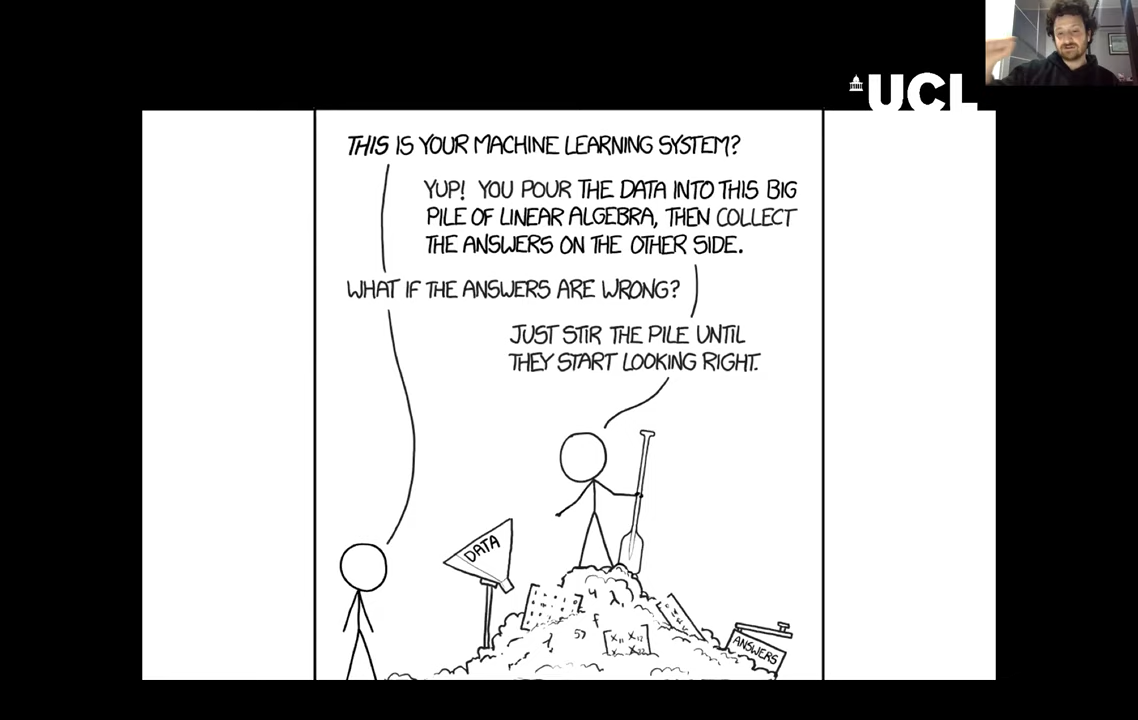 UCL
THIS IS YOUR MACHINE LEARNING SYSTEM?
YUP! YOU POUR THE DATA INTO THIS BIG
PILE OF LINEAR ALGEBRA, THEN COLLECT
THE ANSWERS ON THE OTHER SIDE.
WHAT IF THE ANSWERS ARE WRONG?
JUST STIR THE PILE UNTIL
THEY START LOOKING RIGHT.
DATA
ANSWERS